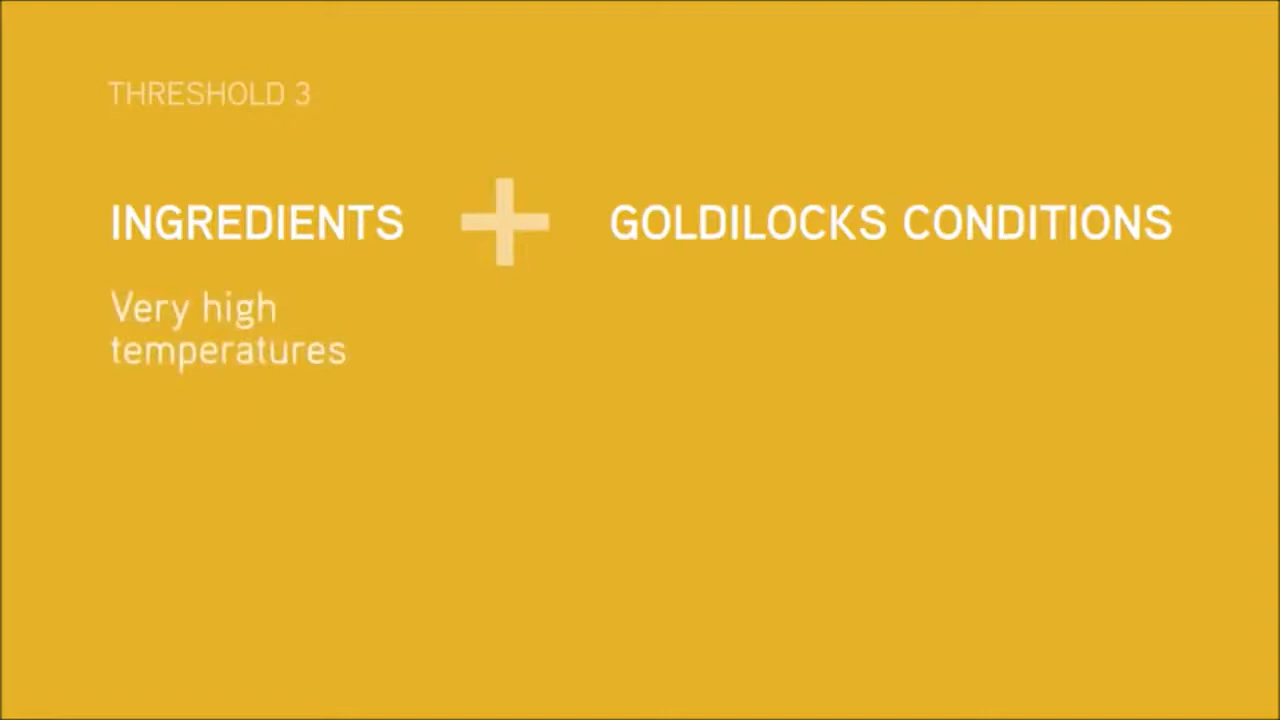 THRESHOLD 3
INGREDIENTS + GOLDILOCKS CONDITIONS
Very high
temperatures